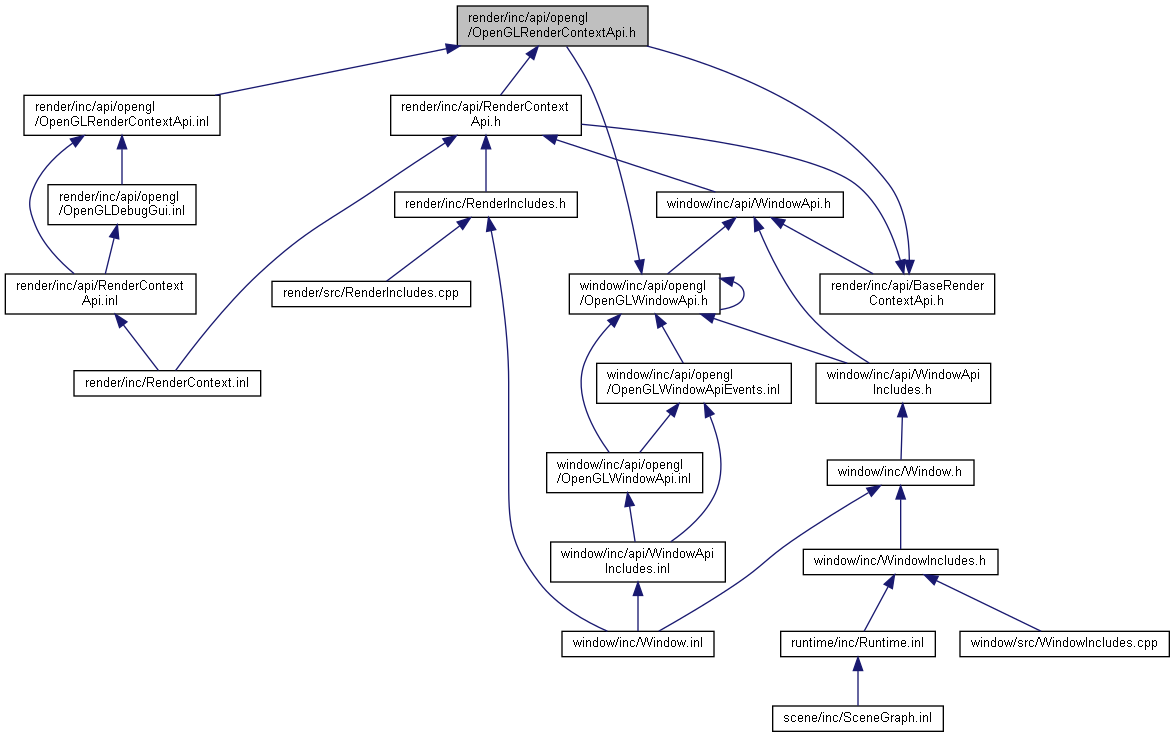 render/inc/api/opengl
/OpenGLRenderContextApi.h
render/inc/api/opengl
/OpenGLRenderContextApi.inl
render/inc/api/RenderContext
Api.h
render/inc/api/opengl
/OpenGLDebugGui.inl
render/inc/RenderIncludes.h
window/inc/api/WindowApi.h
render/inc/api/RenderContext
Api.inl
render/src/RenderIncludes.cpp
window/inc/api/opengl
/OpenGLWindowApi.h
render/inc/api/BaseRender
ContextApi.h
render/inc/RenderContext.inl
window/inc/api/opengl
/OpenGLWindowApiEvents.inl
window/inc/api/WindowApi
Includes.h
window/inc/api/opengl
/OpenGLWindowApi.inl
window/inc/Window.h
window/inc/api/WindowApi
Includes.inl
window/inc/WindowIncludes.h
window/inc/Window.inl
runtime/inc/Runtime.inl
window/src/WindowIncludes.cpp
scene/inc/SceneGraph.inl